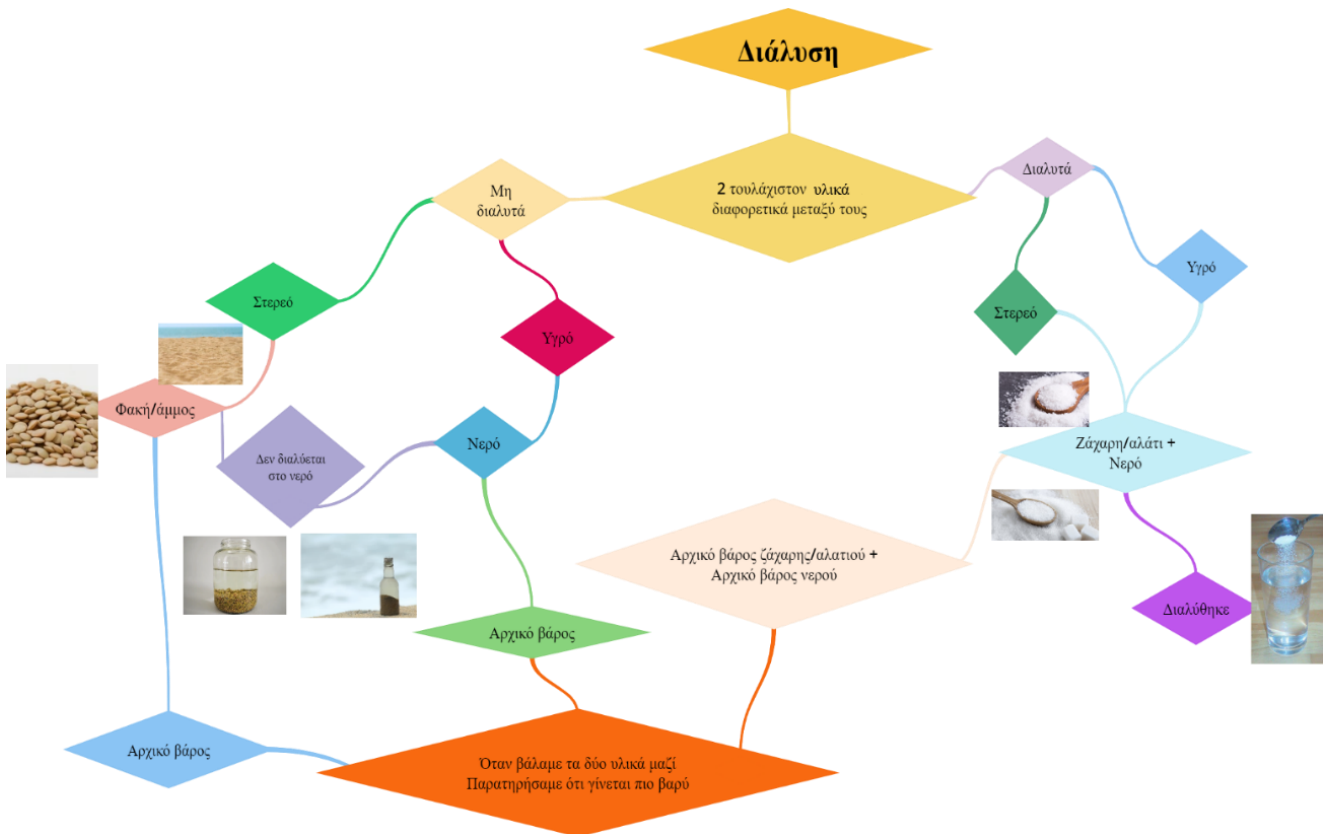 Διάλυση
2 τουλάχιστον υλικά
διαφορετικά μεταξύ τους
Μη
διαλυτά
Διαλυτά
Στερεό
Υγρό
Στερεό
Υγρό
Φακή/άμμος
Δεν διαλύεται
στο νερό
Νερό
Ζάχαρη/αλάτι +
Νερό
Αρχικό βάρος ζάχαρης/αλατιού +
Αρχικό βάρος νερού
Διαλύθηκε
Αρχικό βάρος
Αρχικό βάρος
Όταν βάλαμε τα δύο υλικά μαζί
Παρατηρήσαμε ότι γίνεται πιο βαρύ